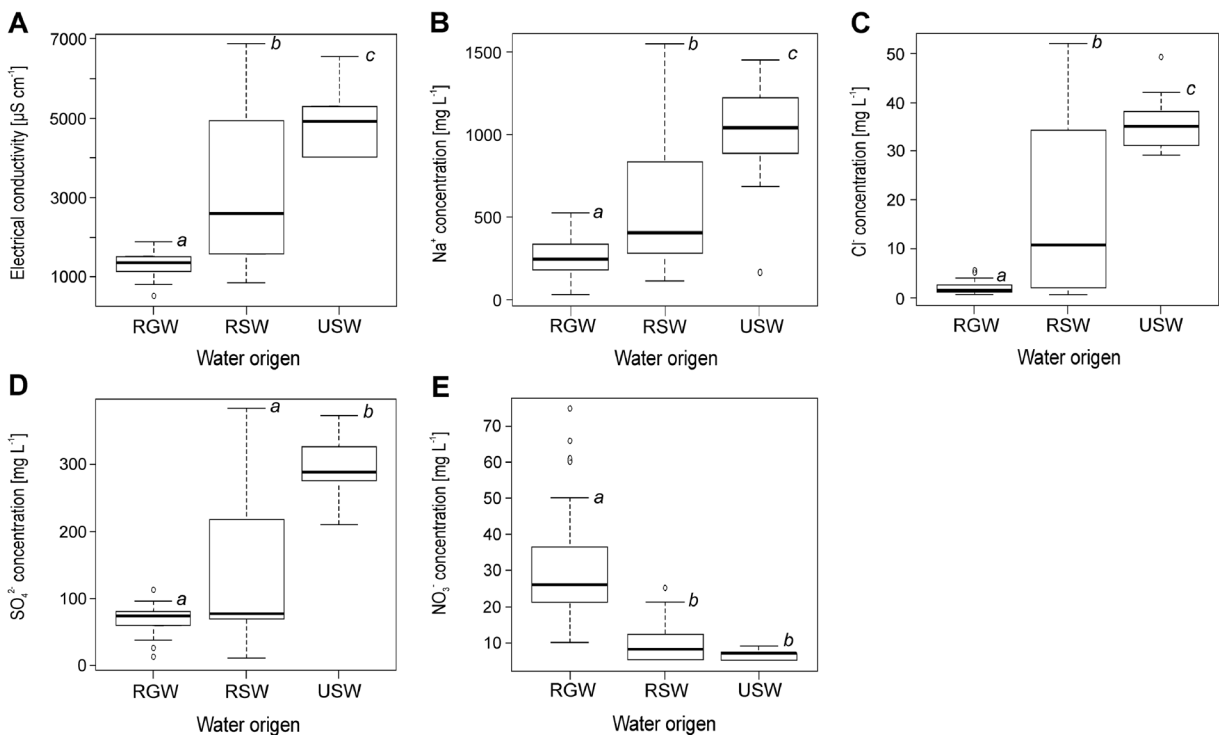 A
Electrical conductivity [µS cm⁻¹]
7000
5000
3000
1000
a
b
c
RGW RSW USW
Water origen
B
Na⁺ concentration [mg L⁻¹]
1500
1000
500
0
a
b
c
RGW RSW USW
Water origen
C
Cl⁻ concentration [mg L⁻¹]
50
40
30
20
10
0
a
b
c
RGW RSW USW
Water origen
D
SO₄²⁻ concentration [mg L⁻¹]
300
200
100
0
a
a
b
RGW RSW USW
Water origen
E
NO₃⁻ concentration [mg L⁻¹]
70
60
50
40
30
20
10
a
b
b
RGW RSW USW
Water origen